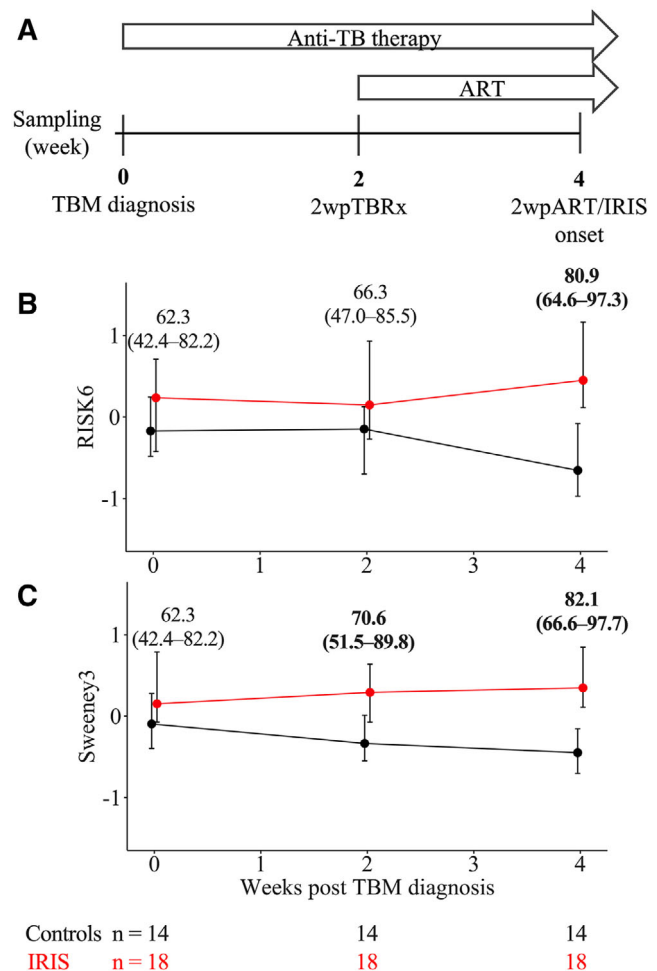 A
Anti-TB therapy
ART
Sampling
(week)
0
2
4
TBM diagnosis
2wpTBRx
2wpART/IRIS
onset
B
62.3
(42.4–82.2)
66.3
(47.0–85.5)
80.9
(64.6–97.3)
1
0
-1
RISK6
0
1
2
3
4
C
62.3
(42.4–82.2)
70.6
(51.5–89.8)
82.1
(66.6–97.7)
1
0
-1
Sweeney3
0
1
2
3
4
Weeks post TBM diagnosis
Controls n = 14 14 14
IRIS n = 18 18 18